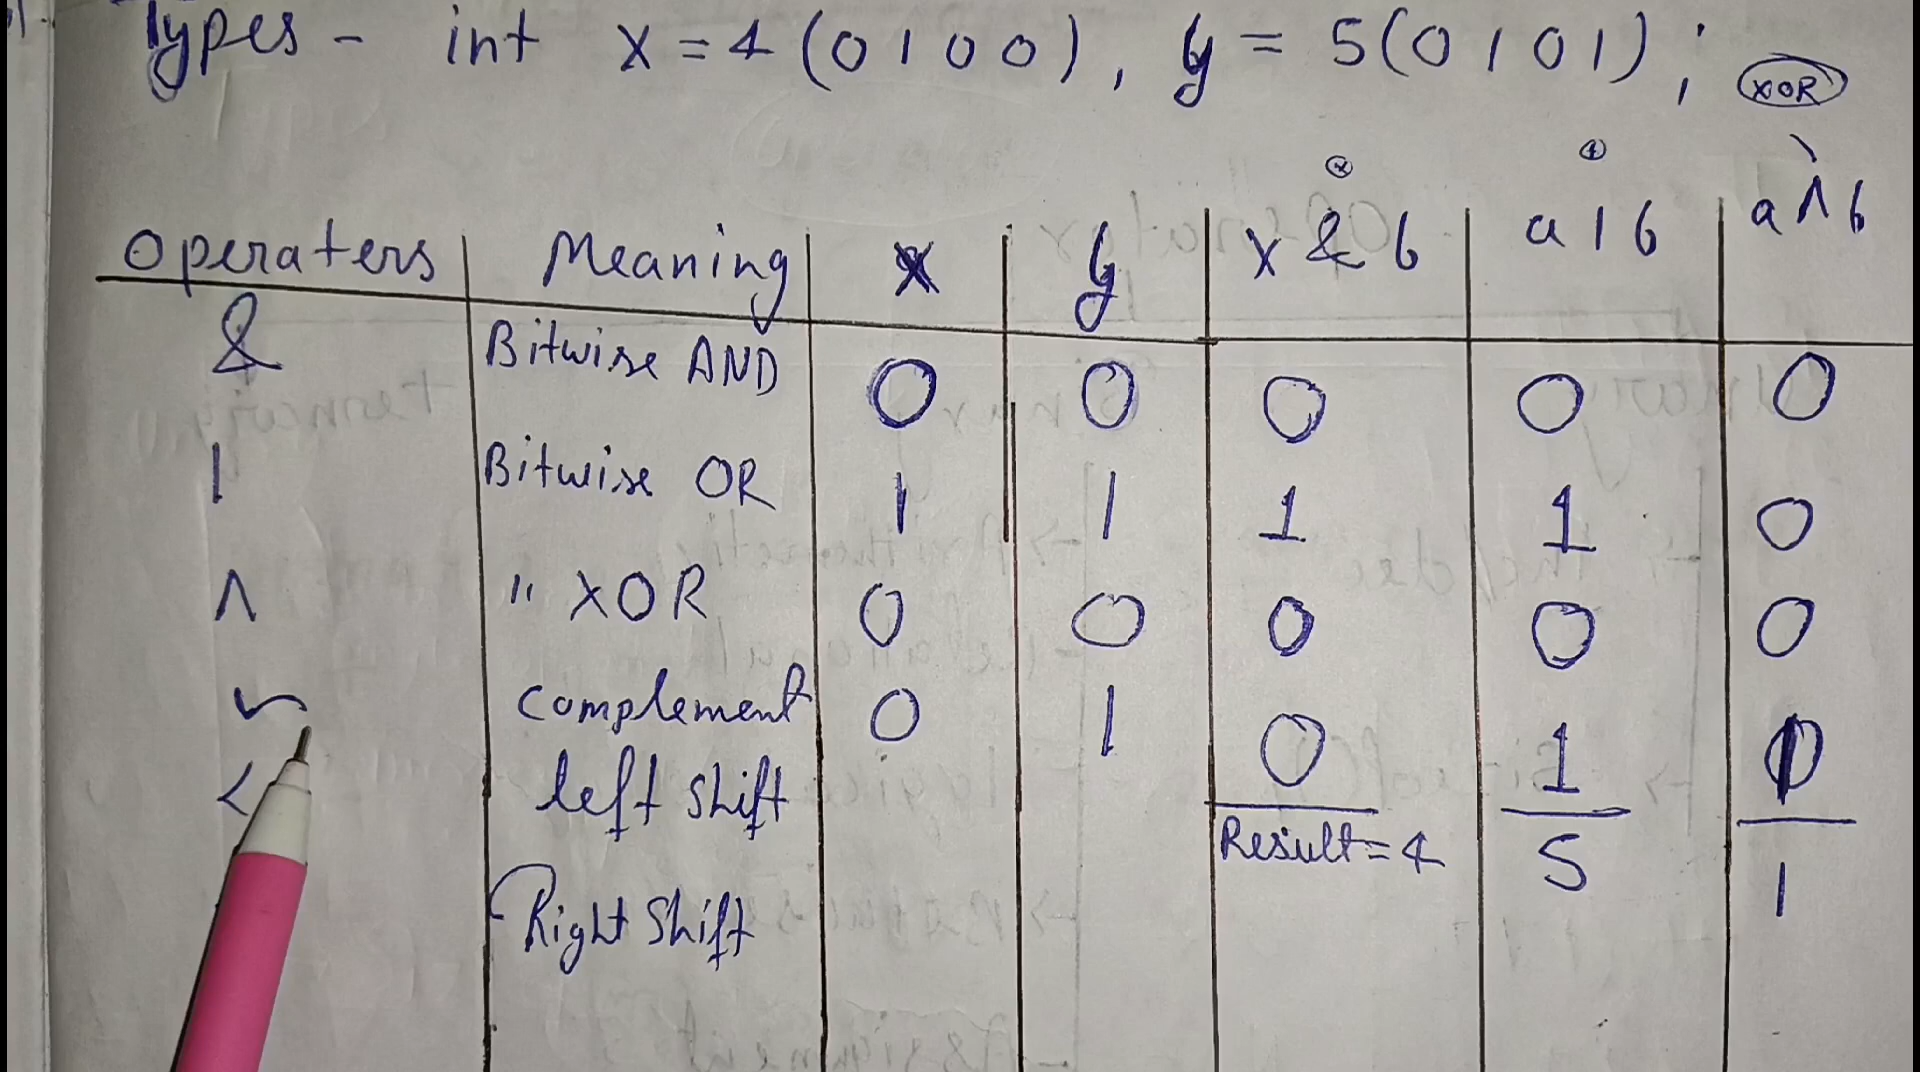 Types - int x = 4 (0100), y = 5(0101);
XOR
operaters Meaning x y x & b a | b a ^ b
& Bitwise AND 0 0 0 0 0
| Bitwise OR 1 1 1 1 0
^ " XOR 0 0 0 0 0
~ complement 0 1 0 1 1
< left shift Result = 4 5 1
Right Shift